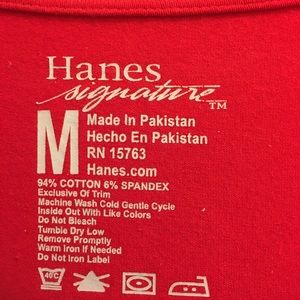 Hanes
signature™
M
Made In Pakistan
Hecho En Pakistan
RN 15763
Hanes.com
94% COTTON 6% SPANDEX
Exclusive Of Trim
Machine Wash Cold Gentle Cycle
Inside Out With Like Colors
Do Not Bleach
Tumble Dry Low
Remove Promptly
Warm Iron If Needed
Do Not Iron Label
40C